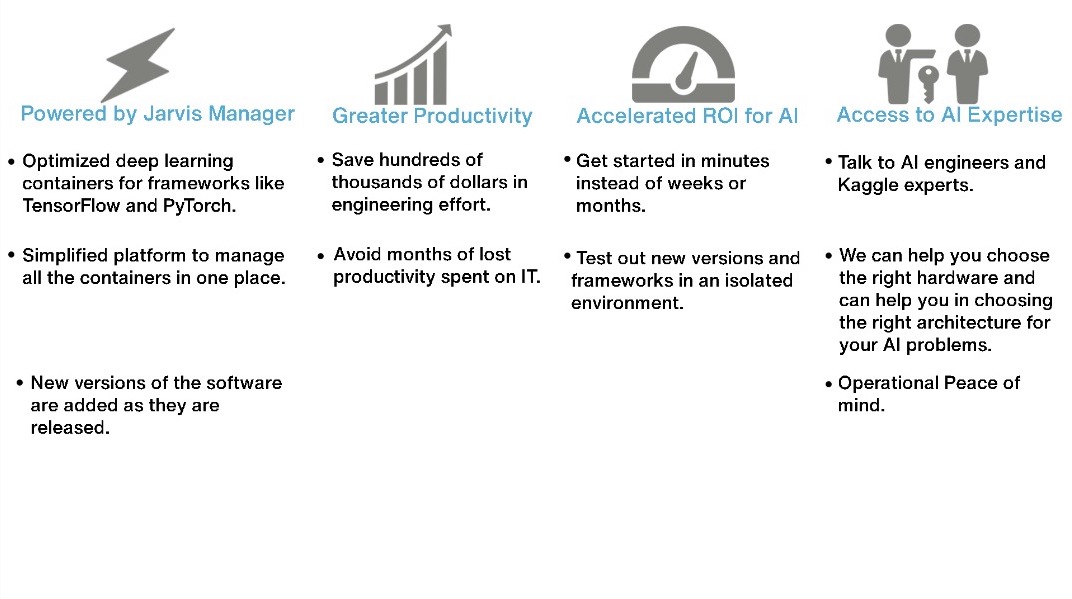 Powered by Jarvis Manager
• Optimized deep learning
containers for frameworks like
TensorFlow and PyTorch.
• Simplified platform to manage
all the containers in one place.
• New versions of the software
are added as they are
released.
Greater Productivity
• Save hundreds of
thousands of dollars in
engineering effort.
• Avoid months of lost
productivity spent on IT.
Accelerated ROI for AI
• Get started in minutes
instead of weeks or
months.
• Test out new versions and
frameworks in an isolated
environment.
Access to AI Expertise
• Talk to AI engineers and
Kaggle experts.
• We can help you choose
the right hardware and
can help you in choosing
the right architecture for
your AI problems.
• Operational Peace of
mind.